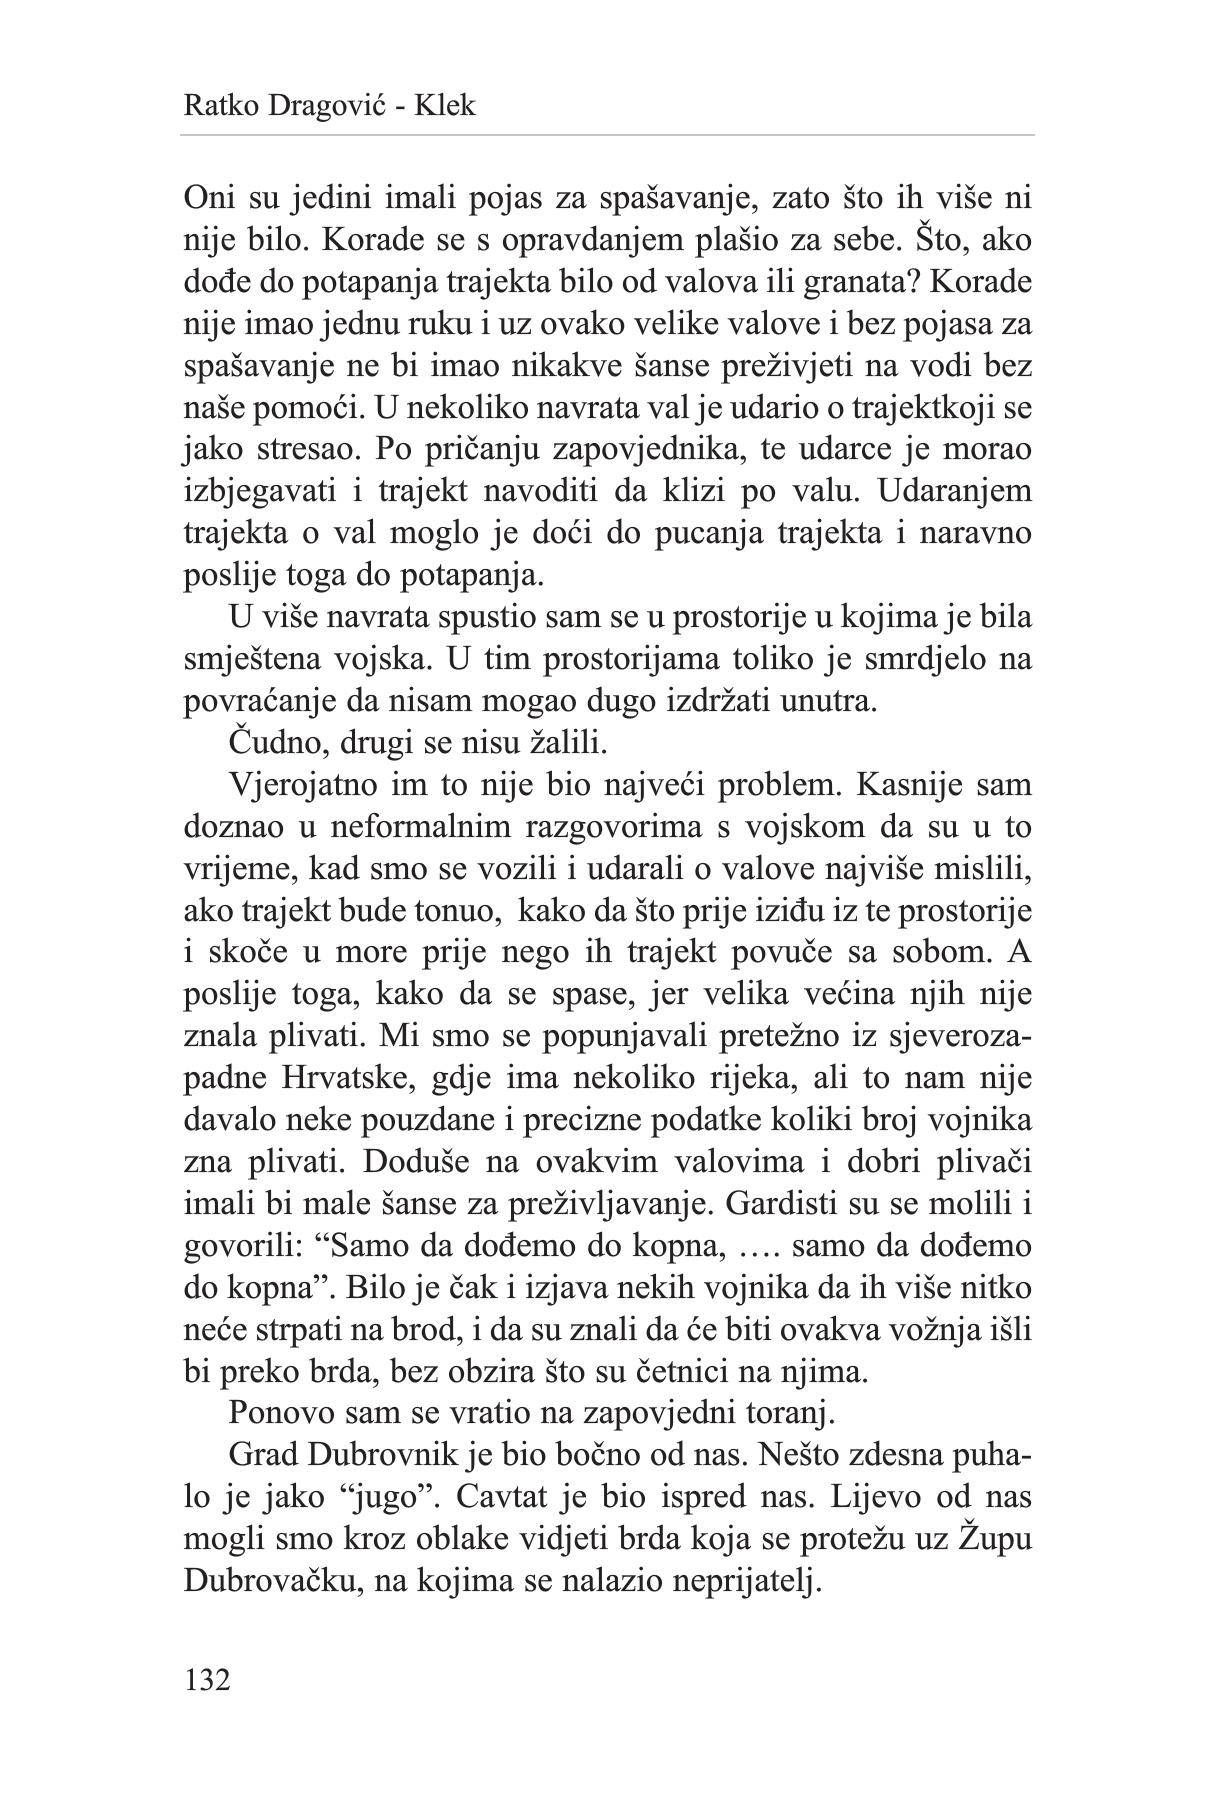 Ratko Dragović - Klek
Oni su jedini imali pojas za spašavanje, zato što ih više ni
nije bilo. Korade se s opravdanjem plašio za sebe. Što, ako
dođe do potapanja trajekta bilo od valova ili granata? Korade
nije imao jednu ruku i uz ovako velike valove i bez pojasa za
spašavanje ne bi imao nikakve šanse preživjeti na vodi bez
naše pomoći. U nekoliko navrata val je udario o trajektkoji se
jako stresao. Po pričanju zapovjednika, te udarce je morao
izbjegavati i trajekt navoditi da klizi po valu. Udaranjem
trajekta o val moglo je doći do pucanja trajekta i naravno
poslije toga do potapanja.
U više navrata spustio sam se u prostorije u kojima je bila
smještena vojska. U tim prostorijama toliko je smrdjelo na
povraćanje da nisam mogao dugo izdržati unutra.
Čudno, drugi se nisu žalili.
Vjerojatno im to nije bio najveći problem. Kasnije sam
doznao u neformalnim razgovorima s vojskom da su u to
vrijeme, kad smo se vozili i udarali o valove najviše mislili,
ako trajekt bude tonuo,  kako da što prije iziđu iz te prostorije
i skoče u more prije nego ih trajekt povuče sa sobom. A
poslije toga, kako da se spase, jer velika većina njih nije
znala plivati. Mi smo se popunjavali pretežno iz sjeveroza-
padne Hrvatske, gdje ima nekoliko rijeka, ali to nam nije
davalo neke pouzdane i precizne podatke koliki broj vojnika
zna plivati. Doduše na ovakvim valovima i dobri plivači
imali bi male šanse za preživljavanje. Gardisti su se molili i
govorili: “Samo da dođemo do kopna, …. samo da dođemo
do kopna”. Bilo je čak i izjava nekih vojnika da ih više nitko
neće strpati na brod, i da su znali da će biti ovakva vožnja išli
bi preko brda, bez obzira što su četnici na njima.
Ponovo sam se vratio na zapovjedni toranj.
Grad Dubrovnik je bio bočno od nas. Nešto zdesna puha-
lo je jako “jugo”. Cavtat je bio ispred nas. Lijevo od nas
mogli smo kroz oblake vidjeti brda koja se protežu uz Župu
Dubrovačku, na kojima se nalazio neprijatelj.
132